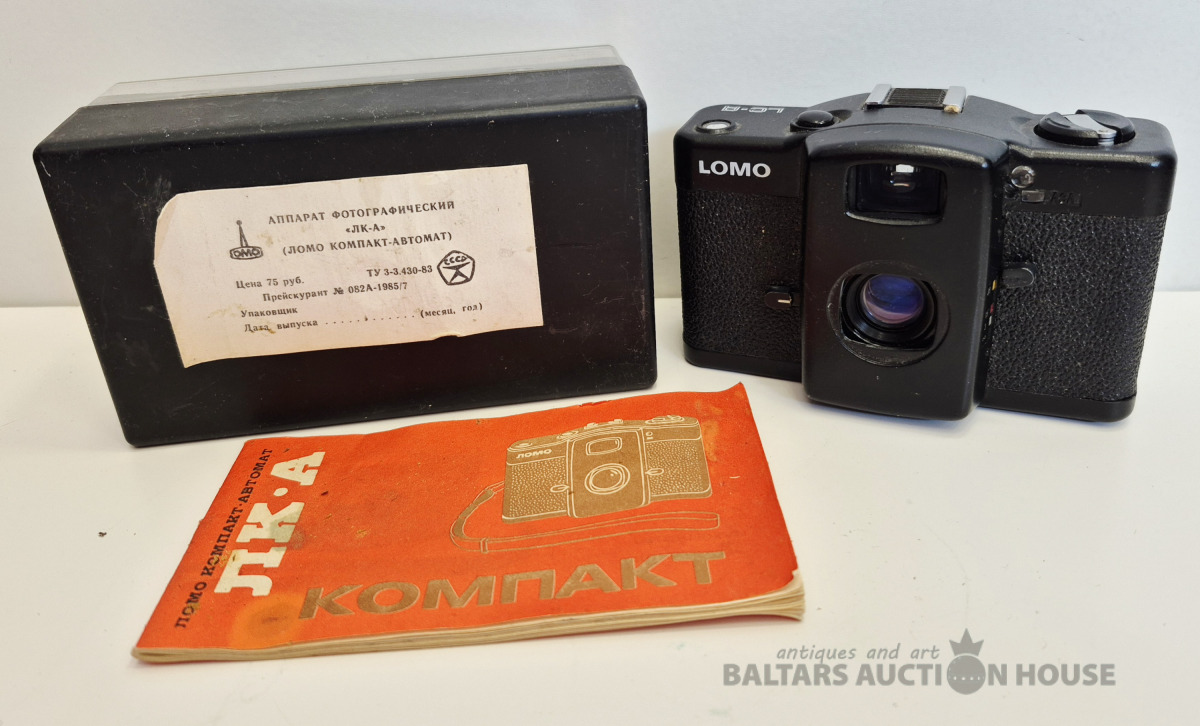 АППАРАТ ФОТОГРАФИЧЕСКИЙ
«ЛК-А»
(ЛОМО КОМПАКТ-АВТОМАТ)
ОМО
Цена 75 руб.
ТУ 3-3.430-83
СССР
Прейскурант № 082А-1985/7
Упаковщик
Дата выпуска . . . . . . . . . . . . (месяц, год)
LC-A
LOMO
ЛОМО КОМПАКТ-АВТОМАТ
ЛК·А
ЛОМО
КОМПАКТ
antiques and art
BALTARS AUCTION HOUSE